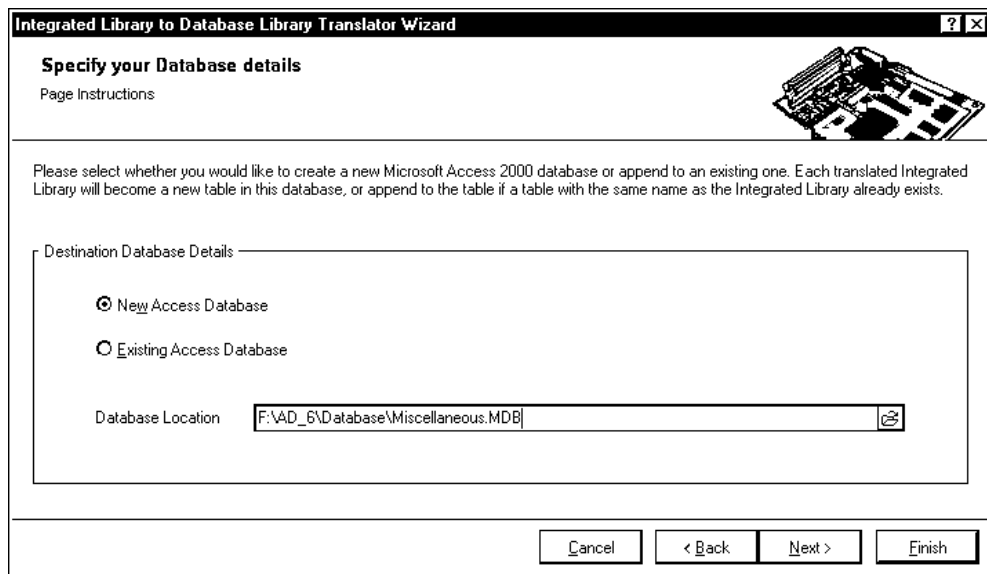 Integrated Library to Database Library Translator Wizard
Specify your Database details
Page Instructions
Please select whether you would like to create a new Microsoft Access 2000 database or append to an existing one. Each translated Integrated
Library will become a new table in this database, or append to the table if a table with the same name as the Integrated Library already exists.
Destination Database Details
New Access Database
Existing Access Database
Database Location F:\AD_6\Database\Miscellaneous.MDB
Cancel < Back Next > Finish